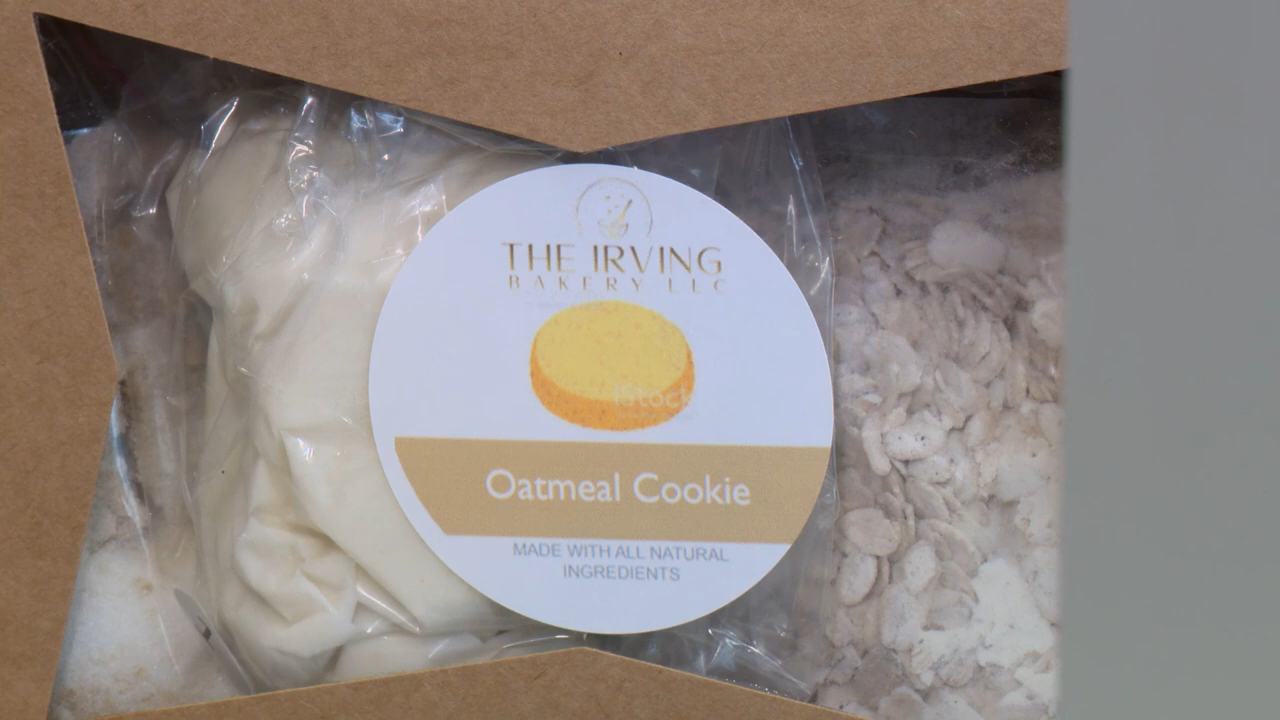 THE IRVING
BAKERY LLC
iStock
Oatmeal Cookie
MADE WITH ALL NATURAL
INGREDIENTS